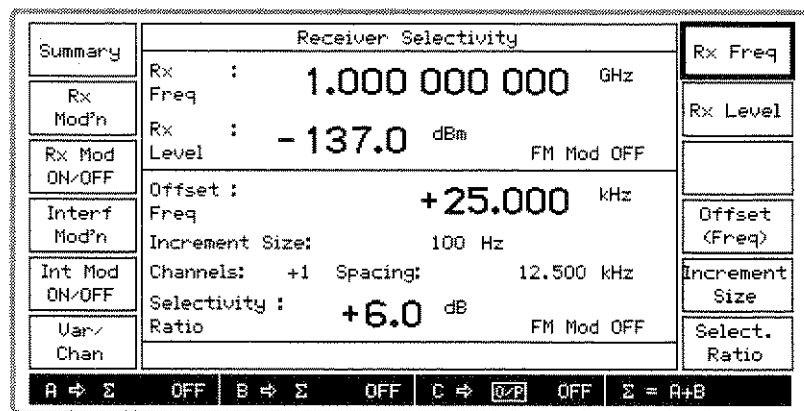 Summary
Rx
Mod'n
Rx Mod
ON/OFF
Interf
Mod'n
Int Mod
ON/OFF
Var/
Chan
Receiver Selectivity
Rx Freq : 1.000 000 000 GHz
Rx Level : -137.0 dBm
FM Mod OFF
Offset Freq : +25.000 kHz
Increment Size: 100 Hz
Channels: +1 Spacing: 12.500 kHz
Selectivity Ratio : +6.0 dB
FM Mod OFF
Rx Freq
Rx Level
Offset
(Freq)
Increment
Size
Select.
Ratio
A ⇨ Σ OFF B ⇨ Σ OFF C ⇨ O/P OFF Σ = A+B